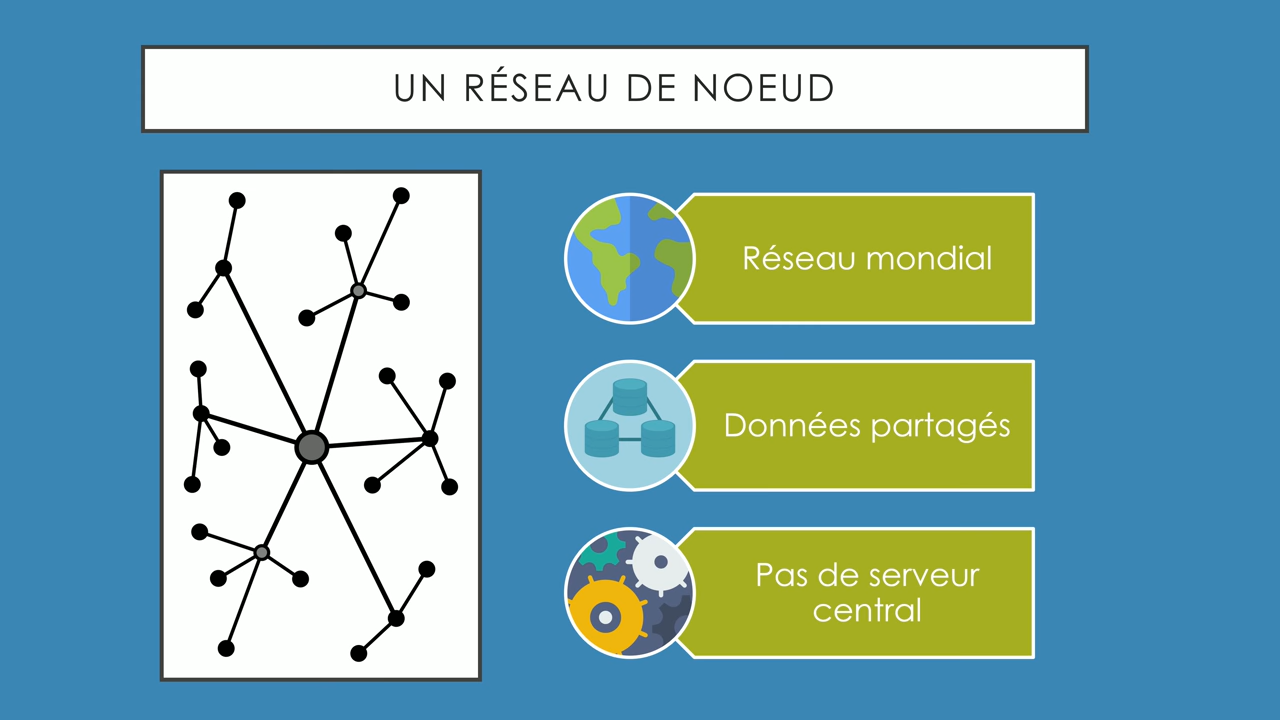 UN RÉSEAU DE NOEUD
Réseau mondial
Données partagés
Pas de serveur
central